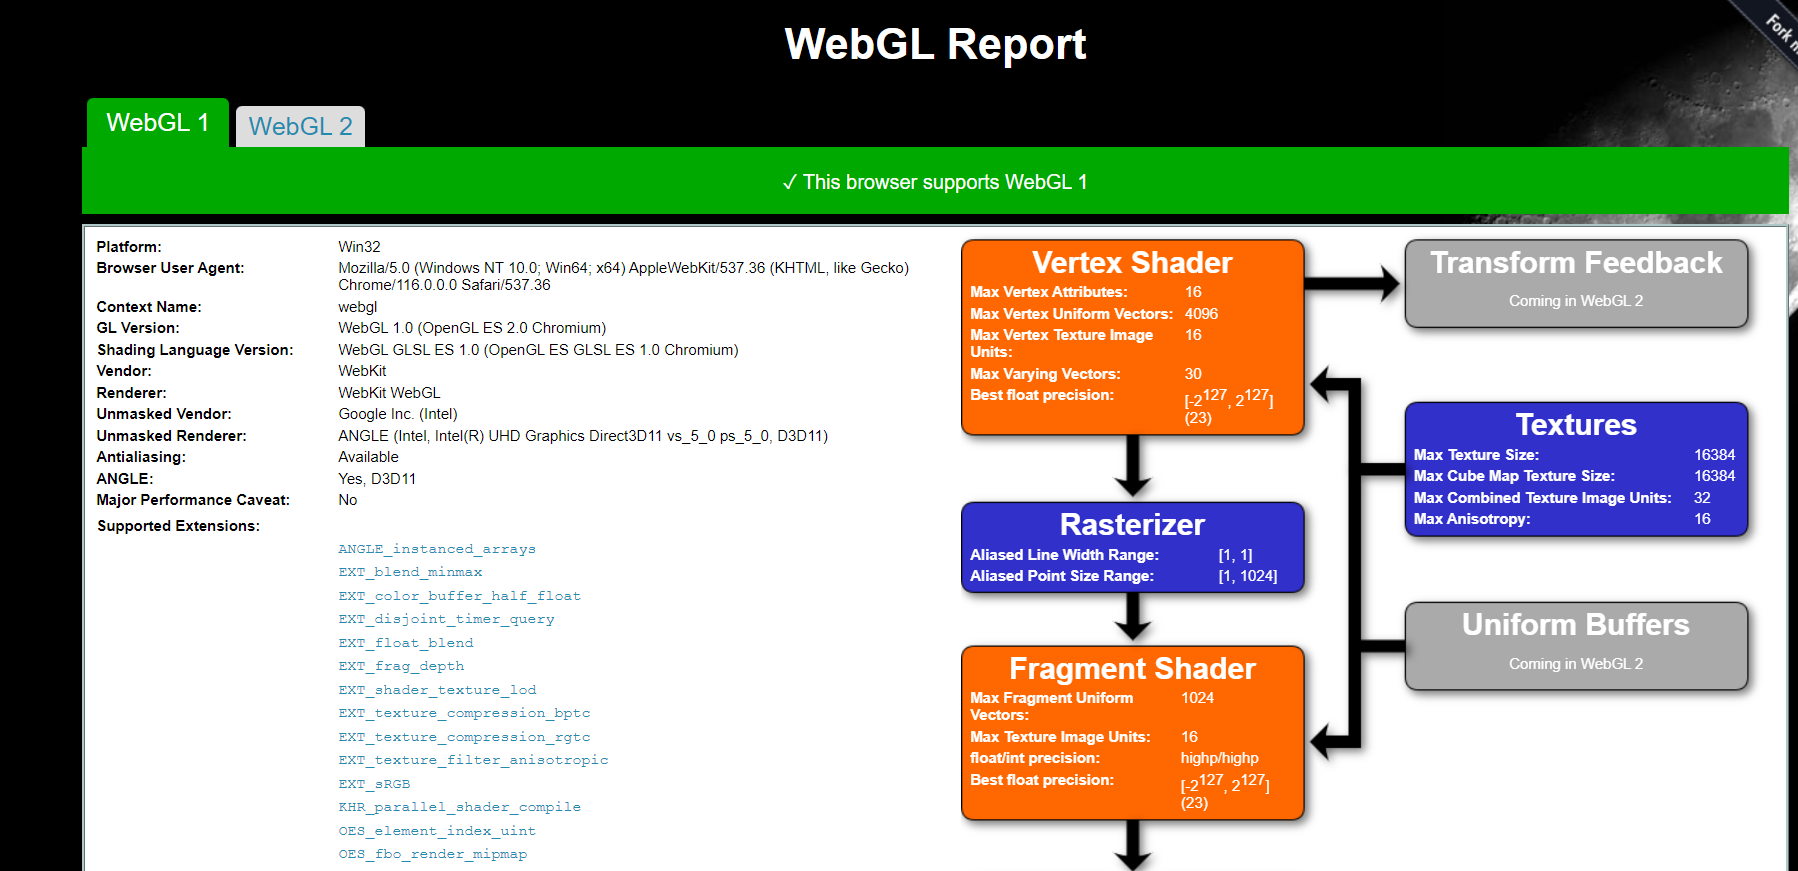 WebGL Report
Fork m
WebGL 1
WebGL 2
✓ This browser supports WebGL 1
Platform: Win32
Browser User Agent: Mozilla/5.0 (Windows NT 10.0; Win64; x64) AppleWebKit/537.36 (KHTML, like Gecko)
Chrome/116.0.0.0 Safari/537.36
Context Name: webgl
GL Version: WebGL 1.0 (OpenGL ES 2.0 Chromium)
Shading Language Version: WebGL GLSL ES 1.0 (OpenGL ES GLSL ES 1.0 Chromium)
Vendor: WebKit
Renderer: WebKit WebGL
Unmasked Vendor: Google Inc. (Intel)
Unmasked Renderer: ANGLE (Intel, Intel(R) UHD Graphics Direct3D11 vs_5_0 ps_5_0, D3D11)
Antialiasing: Available
ANGLE: Yes, D3D11
Major Performance Caveat: No
Supported Extensions:
ANGLE_instanced_arrays
EXT_blend_minmax
EXT_color_buffer_half_float
EXT_disjoint_timer_query
EXT_float_blend
EXT_frag_depth
EXT_shader_texture_lod
EXT_texture_compression_bptc
EXT_texture_compression_rgtc
EXT_texture_filter_anisotropic
EXT_sRGB
KHR_parallel_shader_compile
OES_element_index_uint
OES_fbo_render_mipmap
Vertex Shader
Max Vertex Attributes: 16
Max Vertex Uniform Vectors: 4096
Max Vertex Texture Image 16
Units:
Max Varying Vectors: 30
Best float precision: [-2^127, 2^127]
(23)
Rasterizer
Aliased Line Width Range: [1, 1]
Aliased Point Size Range: [1, 1024]
Fragment Shader
Max Fragment Uniform 1024
Vectors:
Max Texture Image Units: 16
float/int precision: highp/highp
Best float precision: [-2^127, 2^127]
(23)
Transform Feedback
Coming in WebGL 2
Textures
Max Texture Size: 16384
Max Cube Map Texture Size: 16384
Max Combined Texture Image Units: 32
Max Anisotropy: 16
Uniform Buffers
Coming in WebGL 2